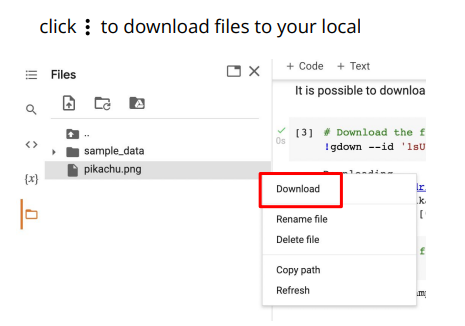 click ⋮ to download files to your local
Files
+ Code + Text
It is possible to downloa
..
sample_data
pikachu.png
{x}
[3] # Download the f
0s
!gdown --id '1sU
Download
Rename file
Delete file
Copy path
Refresh